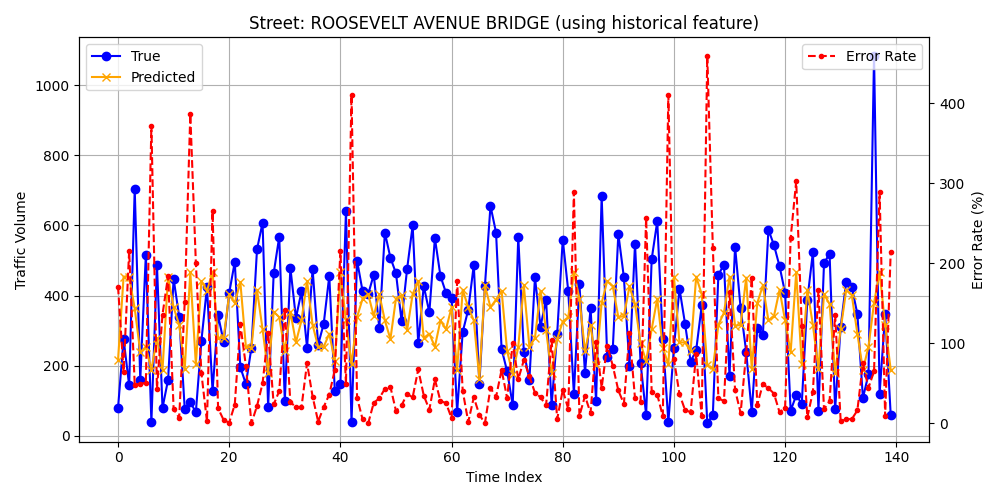 Street: ROOSEVELT AVENUE BRIDGE (using historical feature)
True
Predicted
Error Rate
Traffic Volume
1000
800
600
400
200
0
Error Rate (%)
400
300
200
100
0
0 20 40 60 80 100 120 140
Time Index